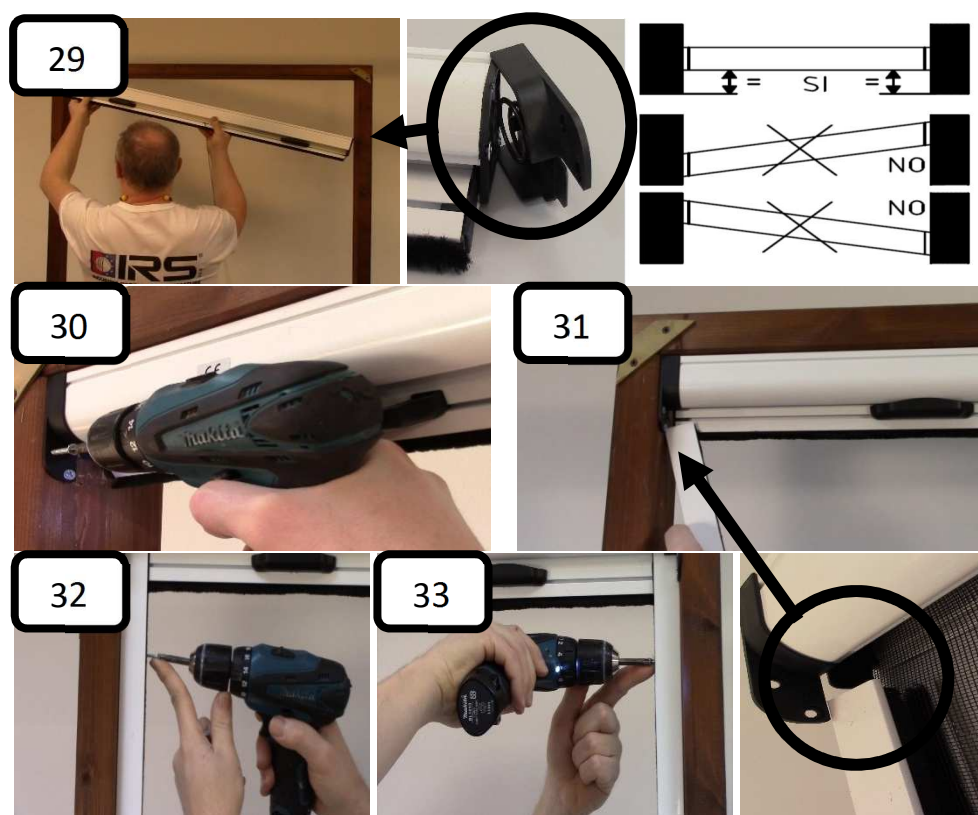 29
= SI =
NO
NO
IRS
30
makita
31
32
33